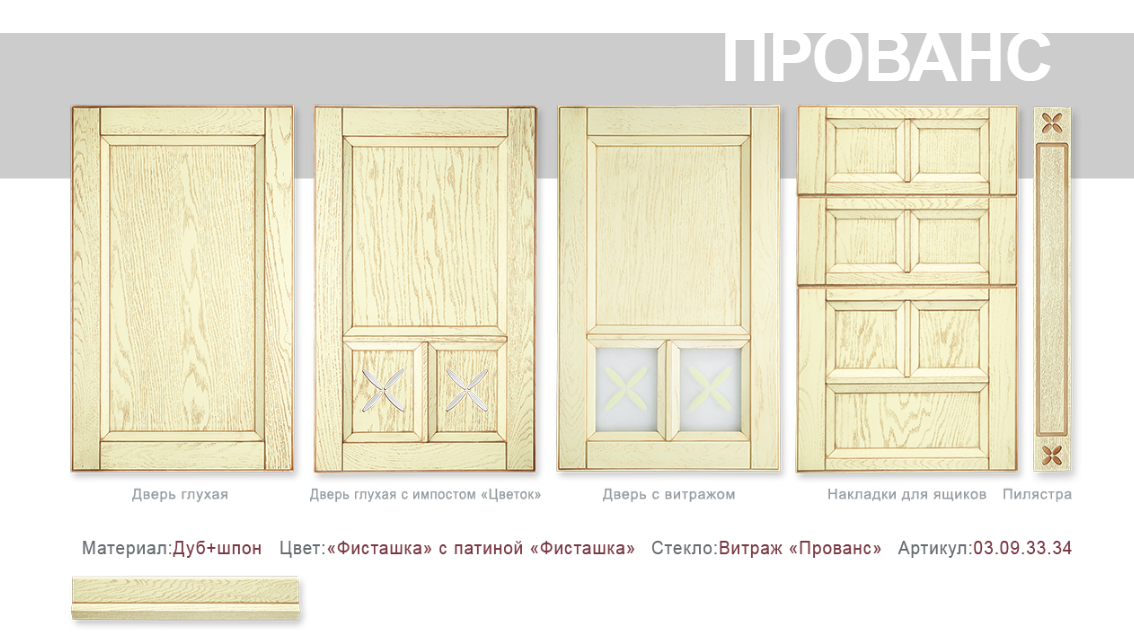 ПРОВАНС
Дверь глухая
Дверь глухая с импостом «Цветок»
Дверь с витражом
Накладки для ящиков
Пилястра
Материал:Дуб+шпон Цвет:«Фисташка» с патиной «Фисташка» Стекло:Витраж «Прованс» Артикул:03.09.33.34